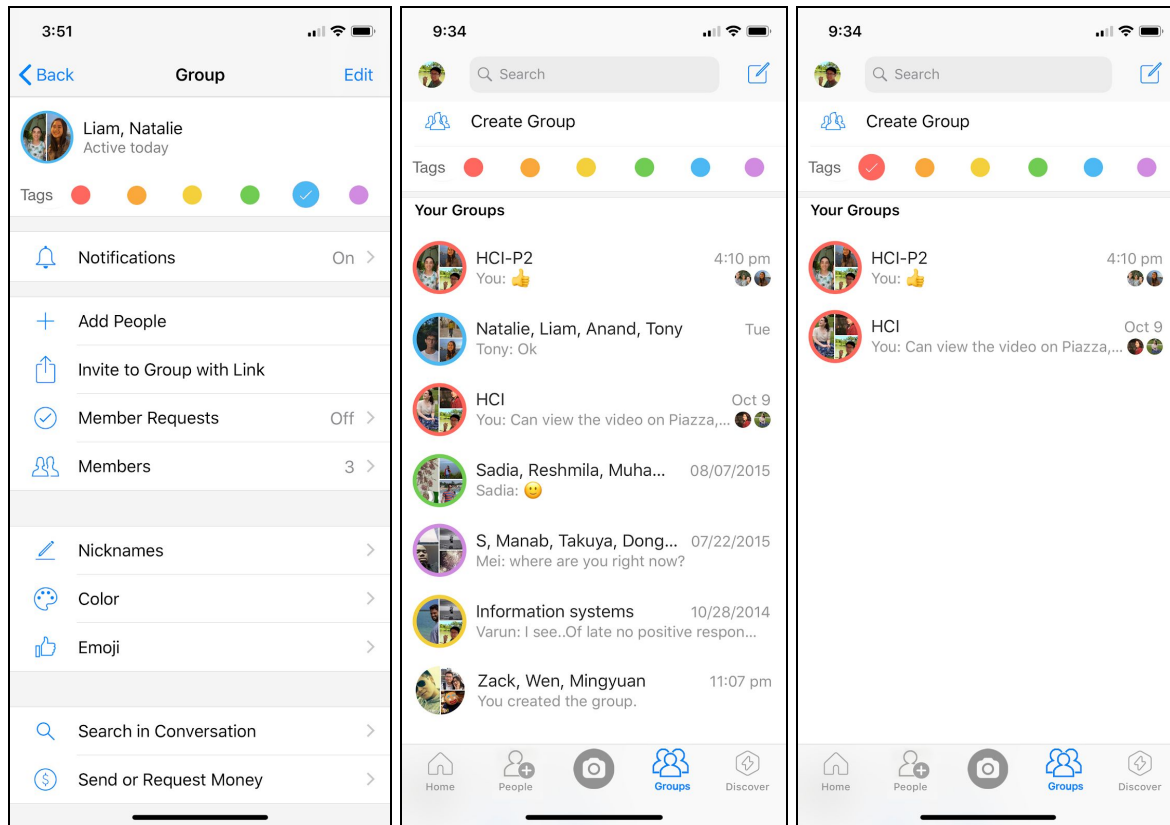 3:51
Back
Group
Edit
Liam, Natalie
Active today
Tags
Notifications
On
Add People
Invite to Group with Link
Member Requests
Off
Members
3
Nicknames
Color
Emoji
Search in Conversation
Send or Request Money
9:34
Search
Create Group
Tags
Your Groups
HCI-P2
4:10 pm
You: 👍
Natalie, Liam, Anand, Tony
Tue
Tony: Ok
HCI
Oct 9
You: Can view the video on Piazza,...
Sadia, Reshmila, Muha...
08/07/2015
Sadia: 🙂
S, Manab, Takuya, Dong...
07/22/2015
Mei: where are you right now?
Information systems
10/28/2014
Varun: I see..Of late no positive respon...
Zack, Wen, Mingyuan
11:07 pm
You created the group.
Home
People
Groups
Discover
9:34
Search
Create Group
Tags
Your Groups
HCI-P2
4:10 pm
You: 👍
HCI
Oct 9
You: Can view the video on Piazza,...
Home
People
Groups
Discover